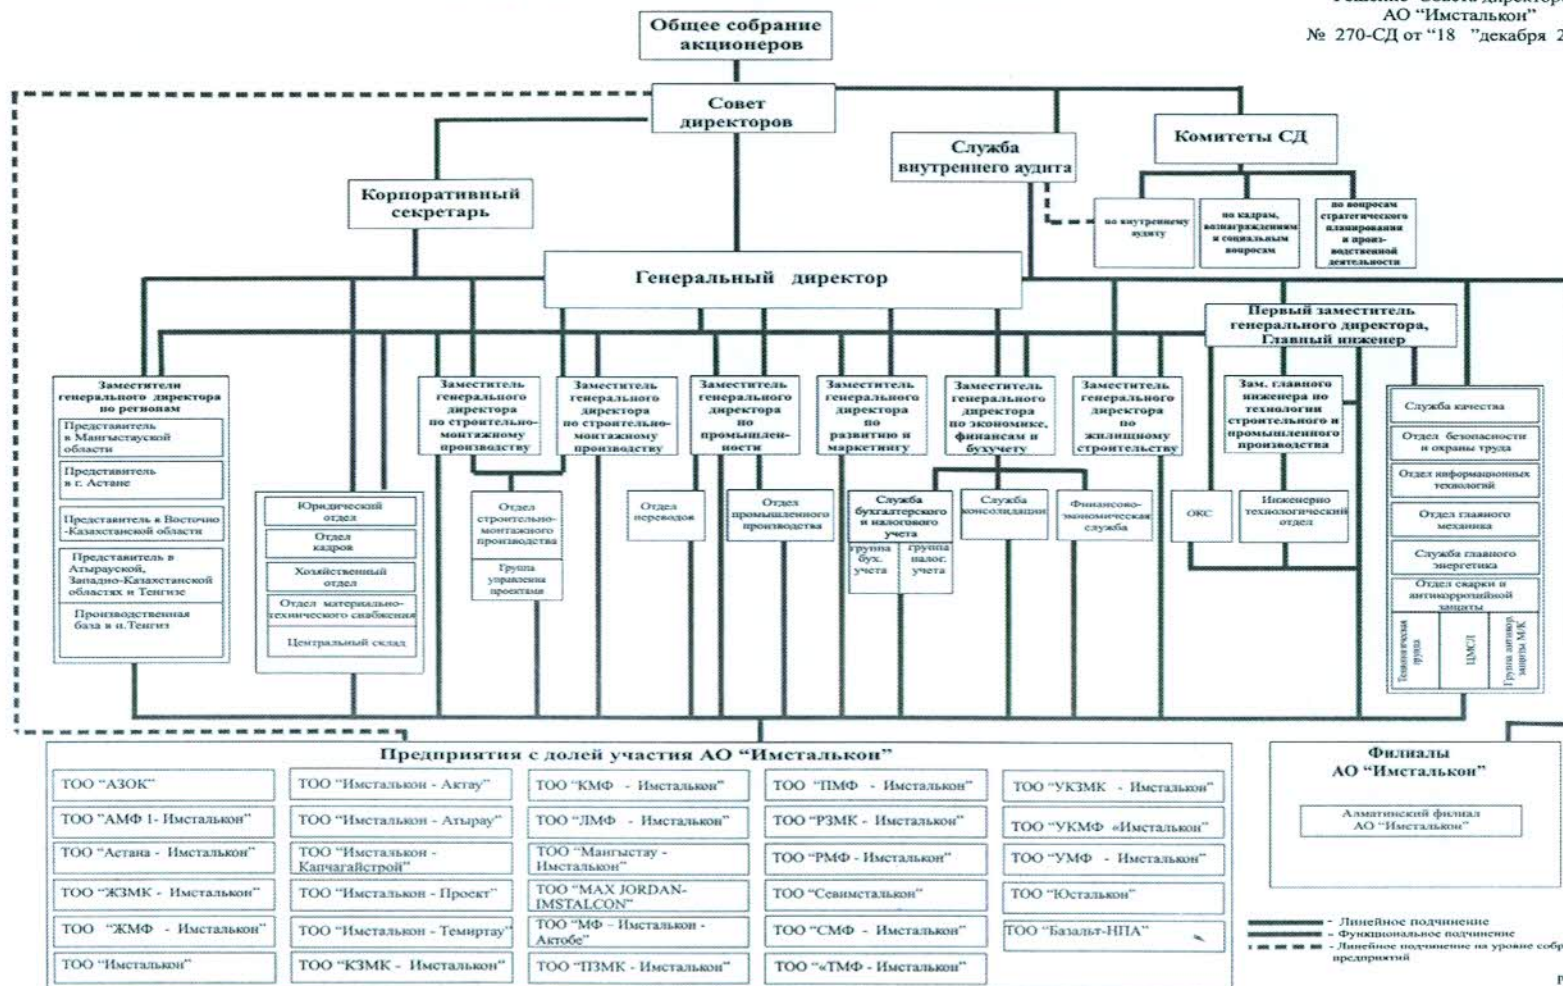 АО “Имсталькон”
№ 270-СД от “18 ”декабря 2
Общее собрание
акционеров
Совет
директоров
Служба
внутреннего аудита
Комитеты СД
Корпоративный
секретарь
по внутреннему
аудиту
по кадрам,
вознаграждениям
и социальным
вопросам
по вопросам
стратегического
планирования
и произ-
водственной
деятельности
Генеральный директор
Первый заместитель
генерального директора,
Главный инженер
Заместители
генерального директора
по регионам
Представитель
в Мангыстауской
области
Представитель
в г. Астане
Представитель в Восточно
-Казахстанской области
Представитель в
Атырауской,
Западно-Казахстанской
областях и Тенгизе
Производственная
база в п.Тенгиз
Юридический
отдел
Отдел
кадров
Хозяйственный
отдел
Отдел материально-
технического снабжения
Центральный склад
Заместитель
генерального
директора
по строительно-
монтажному
производству
Заместитель
генерального
директора
по строительно-
монтажному
производству
Отдел
строительно-
монтажного
производства
Группа
управления
проектами
Заместитель
генерального
директора
по
промышлен-
ности
Отдел
переводов
Отдел
промышленного
производства
Заместитель
генерального
директора
по
развитию и
маркетингу
Заместитель
генерального
директора
по экономике,
финансам и
бухучету
Служба
бухгалтерского
и налогового
учета
группа
бух.
учета
группа
налог.
учета
Служба
консолидации
Финансово-
экономическая
служба
Заместитель
генерального
директора
по
жилищному
строительству
Зам. главного
инженера по
технологии
строительного и
промышленного
производства
ОКС
Инженерно
технологический
отдел
Служба качества
Отдел безопасности
и охраны труда
Отдел информационных
технологий
Отдел главного
механика
Служба главного
энергетика
Отдел сварки и
антикоррозийной
защиты
Технологическая
группа
ЦМСЛ
Группа антикор.
защиты М/К
Предприятия с долей участия АО “Имсталькон”
ТОО “АЗОК”
ТОО “АМФ 1- Имсталькон”
ТОО “Астана - Имсталькон”
ТОО “ЖЗМК - Имсталькон”
ТОО “ЖМФ - Имсталькон”
ТОО “Имсталькон”
ТОО “Имсталькон - Актау”
ТОО “Имсталькон - Атырау”
ТОО “Имсталькон -
Капчагайстрой”
ТОО “Имсталькон - Проект”
ТОО “Имсталькон - Темиртау”
ТОО “КЗМК - Имсталькон”
ТОО “КМФ - Имсталькон”
ТОО “ЛМФ - Имсталькон”
ТОО “Мангыстау -
Имсталькон”
ТОО “MAX JORDAN-
IMSTALCON”
ТОО “МФ – Имсталькон -
Актобе”
ТОО “ПЗМК - Имсталькон”
ТОО “ПМФ - Имсталькон”
ТОО “РЗМК - Имсталькон”
ТОО “РМФ - Имсталькон”
ТОО “Севимсталькон”
ТОО “СМФ - Имсталькон”
ТОО “«ТМФ - Имсталькон”
ТОО “УКЗМК - Имсталькон”
ТОО “УКМФ «Имсталькон”
ТОО “УМФ - Имсталькон”
ТОО “Юсталькон”
ТОО “Базальт-НПА”
Филиалы
АО “Имсталькон”
Алматинский филиал
АО “Имсталькон”
- Линейное подчинение
- Функциональное подчинение
- Линейное подчинение на уровне собр
предприятий